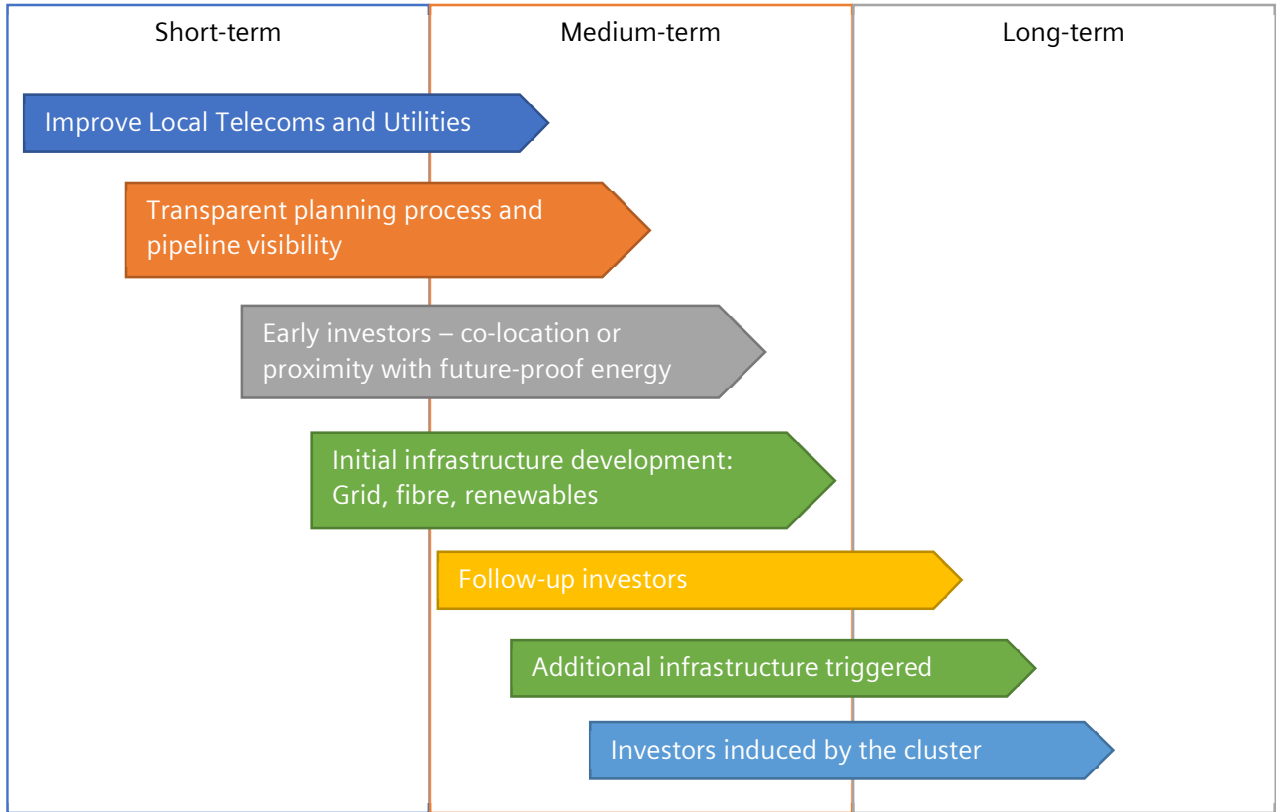 Short-term
Medium-term
Long-term
Improve Local Telecoms and Utilities
Transparent planning process and
pipeline visibility
Early investors – co-location or
proximity with future-proof energy
Initial infrastructure development:
Grid, fibre, renewables
Follow-up investors
Additional infrastructure triggered
Investors induced by the cluster